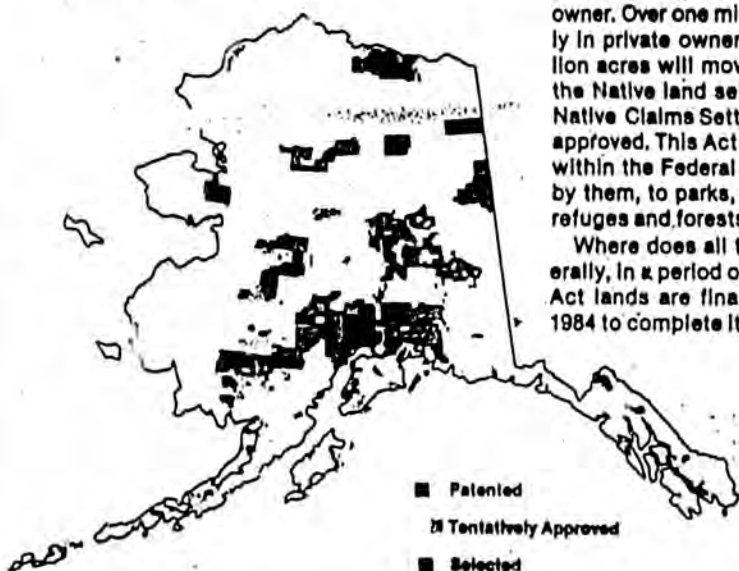 owner. Over one mi
ly in private owner
lion acres will mov
the Native land se
Native Claims Sett
approved. This Act
within the Federal
by them, to parks,
refuges and forests
Where does all t
erally, in a period o
Act lands are fina
1984 to complete it
Patented
Tentatively Approved
Selected